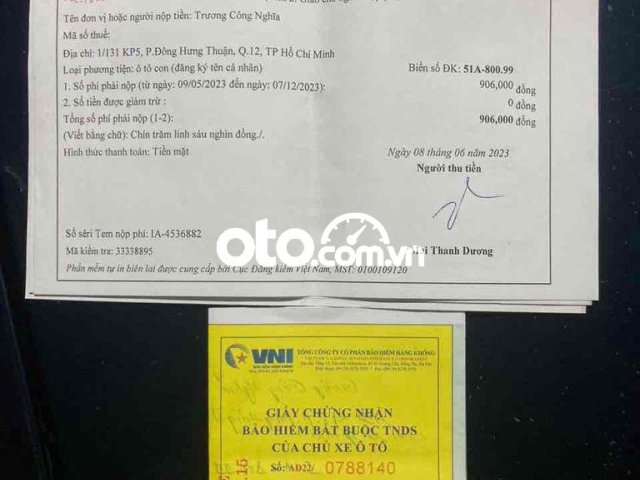 Tên đơn vị hoặc người nộp tiền: Trương Công Nghĩa
Mã số thuế:
Địa chỉ: 1/131 KP5, P.Đông Hưng Thuận, Q.12, TP Hồ Chí Minh
Loại phương tiện: ô tô con (đăng ký tên cá nhân) Biển số ĐK: 51A-800.99
1. Số phí phải nộp (từ ngày: 09/05/2023 đến ngày: 07/12/2023): 906,000 đồng
2. Số tiền được giảm trừ : 0 đồng
Tổng số phí phải nộp (1-2): 906,000 đồng
(Viết bằng chữ): Chín trăm linh sáu nghìn đồng./.
Hình thức thanh toán: Tiền mặt Ngày 08 tháng 06 năm 2023
Người thu tiền
Số sêri Tem nộp phí: IA-4536882
Mã kiểm tra: 33338895 Thanh Dương
oto.com.vn
Phần mềm tự in biên lai được cung cấp bởi Cục Đăng kiểm Việt Nam, MST: 0100109120
VNI
TỔNG CÔNG TY CỔ PHẦN BẢO HIỂM HÀNG KHÔNG
GIẤY CHỨNG NHẬN
BẢO HIỂM BẮT BUỘC TNDS
CỦA CHỦ XE Ô TÔ
Số: AD22/ 0788140